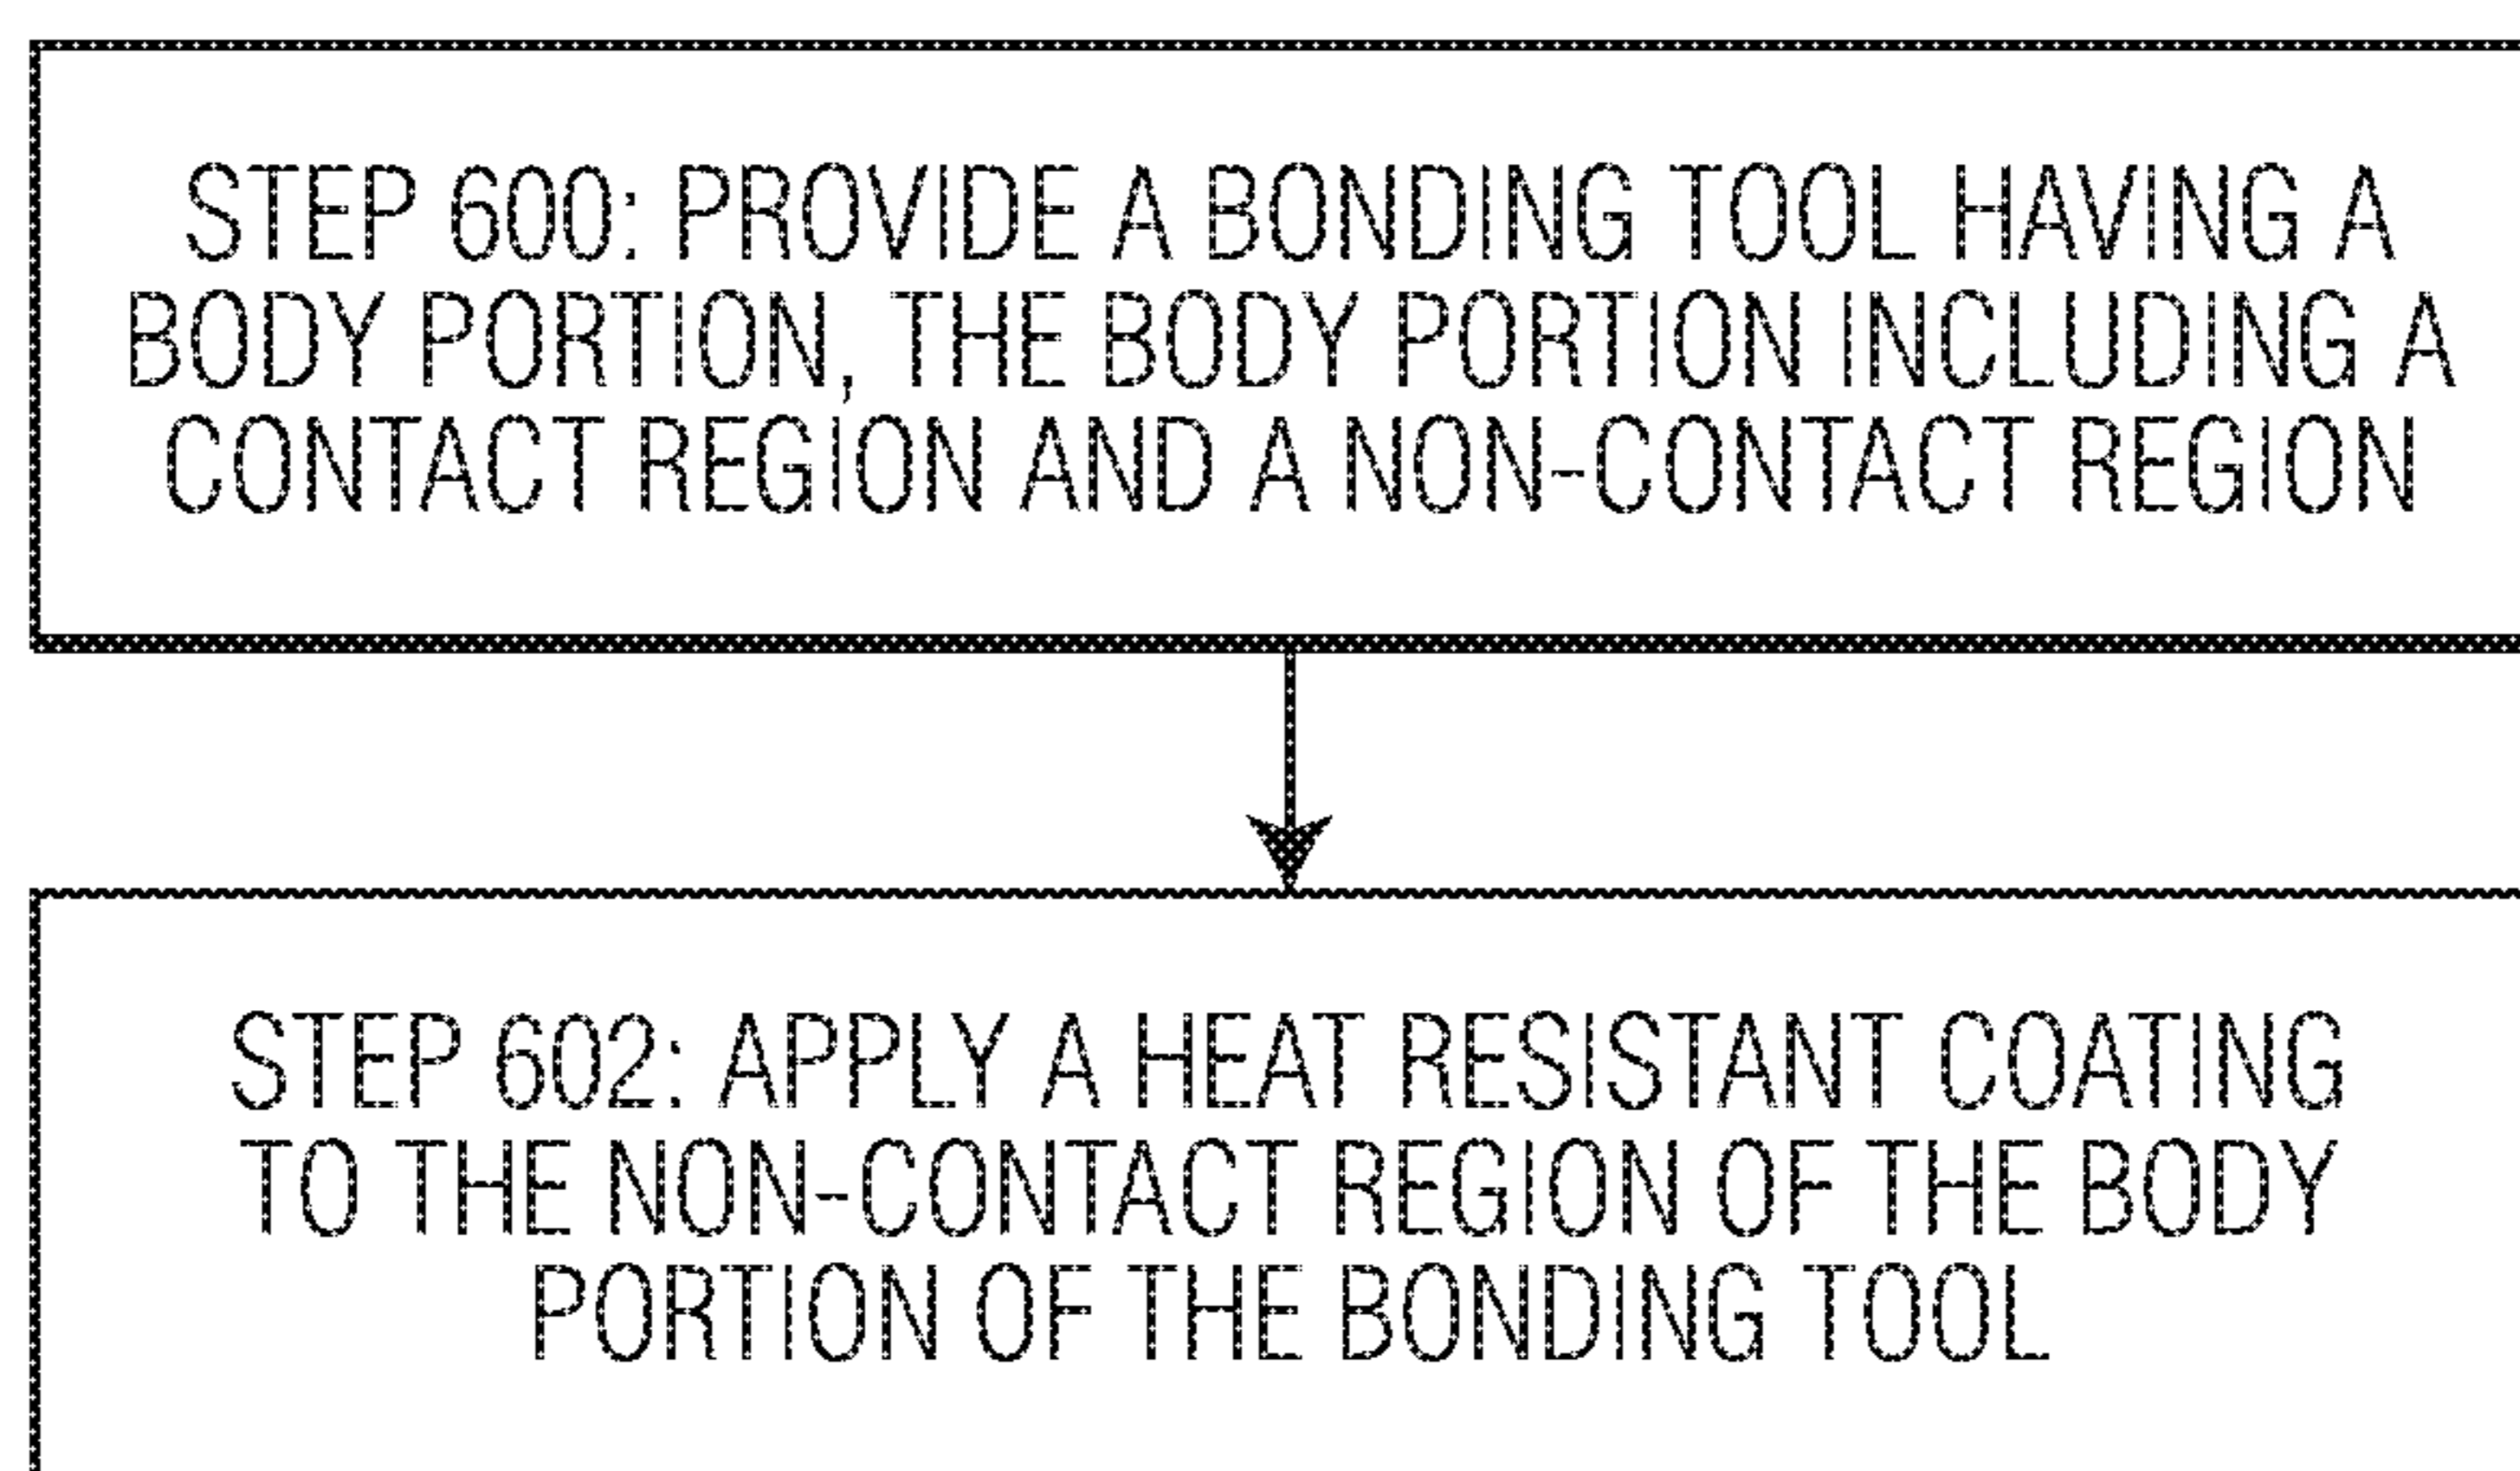 STEP 600: PROVIDE A BONDING TOOL HAVING A
BODY PORTION, THE BODY PORTION INCLUDING A
CONTACT REGION AND A NON-CONTACT REGION
STEP 602: APPLY A HEAT RESISTANT COATING
TO THE NON-CONTACT REGION OF THE BODY
PORTION OF THE BONDING TOOL